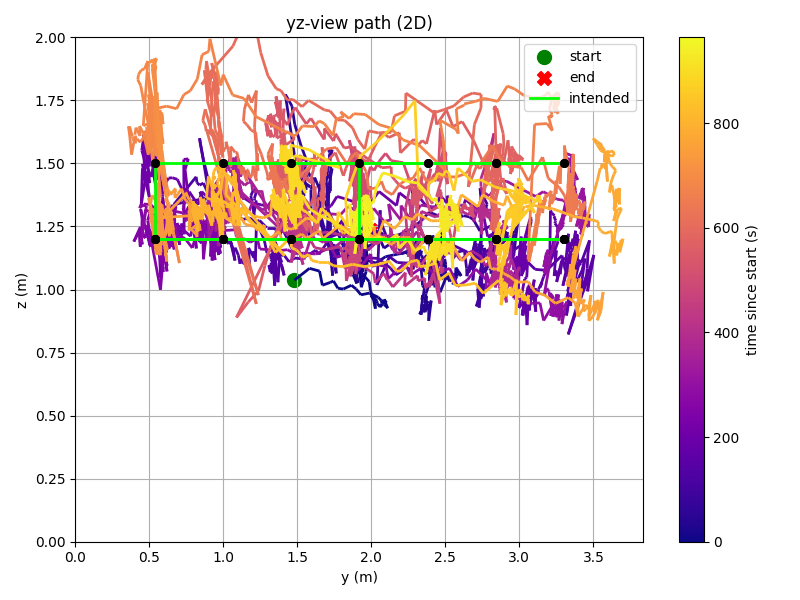 yz-view path (2D)
start
end
intended
2.00
1.75
1.50
1.25
1.00
0.75
0.50
0.25
0.00
z (m)
0.0 0.5 1.0 1.5 2.0 2.5 3.0 3.5
y (m)
800
600
400
200
0
time since start (s)